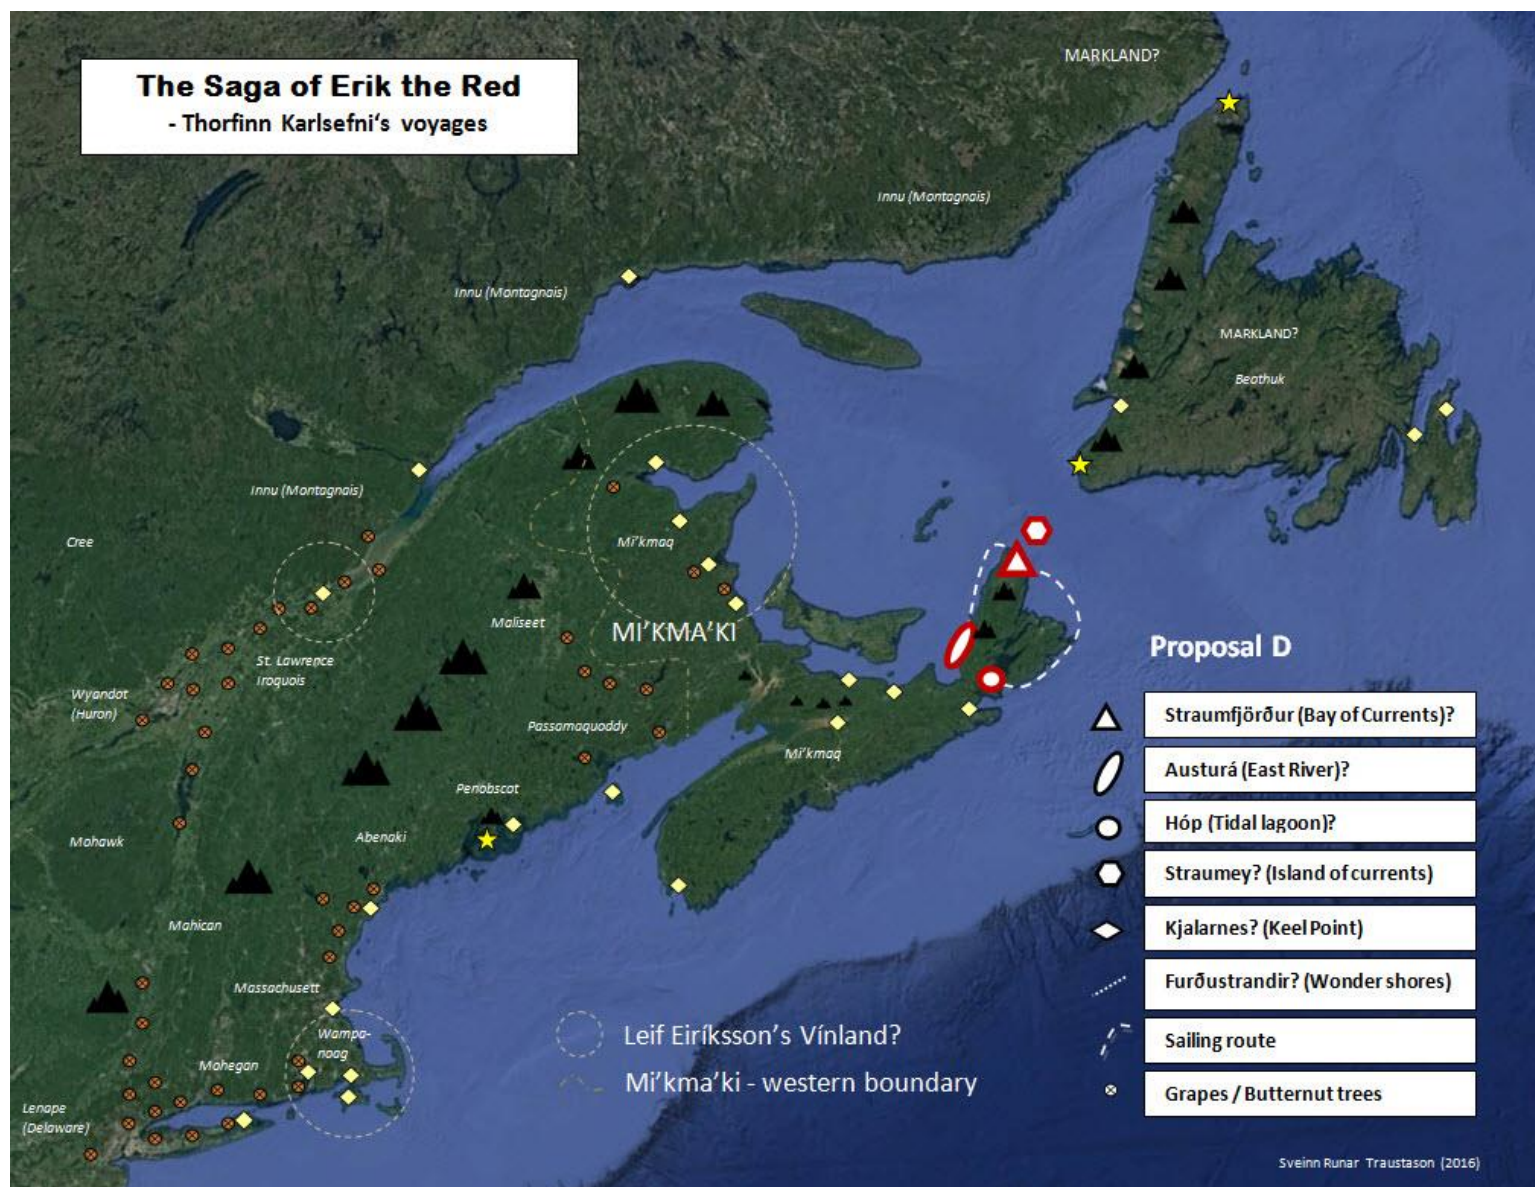 The Saga of Erik the Red
- Thorfinn Karlsefni‘s voyages
MARKLAND?
Innu (Montagnais)
Innu (Montagnais)
MARKLAND?
Beothuk
Innu (Montagnais)
Cree
Mi’kmaq
Maliseet
MI’KMA’KI
St. Lawrence
Iroquois
Wyandot
(Huron)
Passamaquoddy
Mi’kmaq
Penobscot
Abenaki
Mohawk
Mahican
Massachusett
Wampa-
noag
Mohegan
Lenape
(Delaware)
Leif Eiríksson’s Vínland?
Mi’kma’ki - western boundary
Proposal D
Straumfjörður (Bay of Currents)?
Austurá (East River)?
Hóp (Tidal lagoon)?
Straumey? (Island of currents)
Kjalarnes? (Keel Point)
Furðustrandir? (Wonder shores)
Sailing route
Grapes / Butternut trees
Sveinn Runar Traustason (2016)